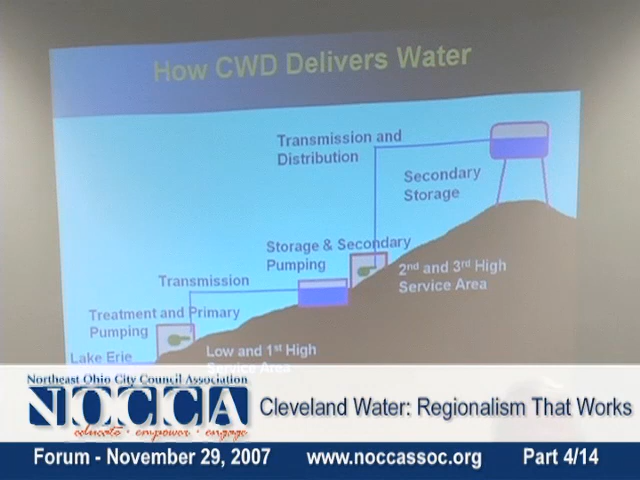 How CWD Delivers Water
Transmission and
Distribution
Secondary
Storage
Storage & Secondary
Pumping
2nd and 3rd High
Service Area
Transmission
Treatment and Primary
Pumping
Lake Erie
Low and 1st High
Service Area
Northeast Ohio City Council Association
NOCCA
educate · empower · engage
Cleveland Water: Regionalism That Works
Forum - November 29, 2007
www.noccassoc.org
Part 4/14